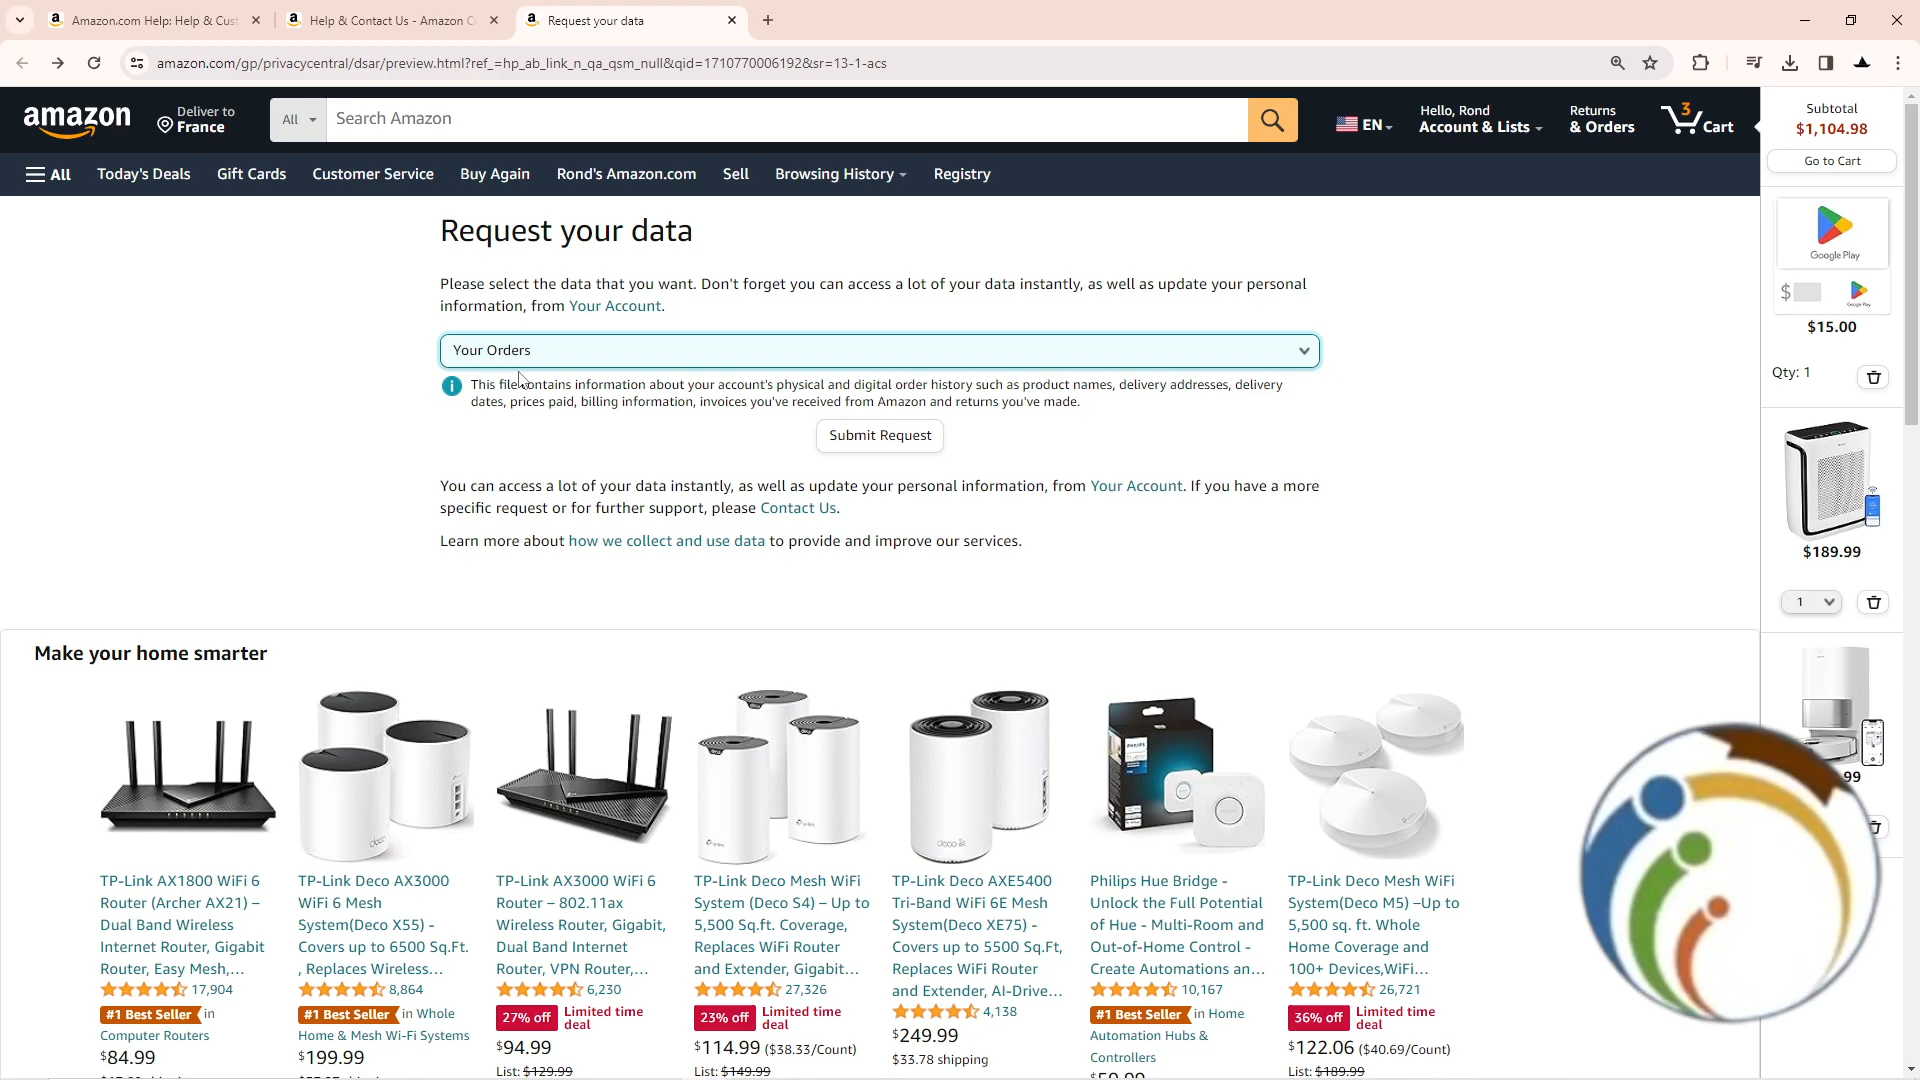 Amazon.com Help: Help & Cust
Help & Contact Us - Amazon C
Request your data
amazon.com/gp/privacycentral/dsar/preview.html?ref_=hp_ab_link_n_qa_qsm_null&qid=1710770006192&sr=13-1-acs
amazon
Deliver to
France
All
Search Amazon
EN
Hello, Rond
Account & Lists
Returns
& Orders
3
Cart
Subtotal
$1,104.98
Go to Cart
All
Today's Deals
Gift Cards
Customer Service
Buy Again
Rond's Amazon.com
Sell
Browsing History
Registry
Request your data
Please select the data that you want. Don't forget you can access a lot of your data instantly, as well as update your personal
information, from Your Account.
Your Orders
This file contains information about your account's physical and digital order history such as product names, delivery addresses, delivery
dates, prices paid, billing information, invoices you've received from Amazon and returns you've made.
Submit Request
You can access a lot of your data instantly, as well as update your personal information, from Your Account. If you have a more
specific request or for further support, please Contact Us.
Learn more about how we collect and use data to provide and improve our services.
Google Play
$
$15.00
Qty: 1
$189.99
1
99
Make your home smarter
TP-Link AX1800 WiFi 6
Router (Archer AX21) –
Dual Band Wireless
Internet Router, Gigabit
Router, Easy Mesh,...
17,904
#1 Best Seller in
Computer Routers
$84.99
TP-Link Deco AX3000
WiFi 6 Mesh
System(Deco X55) -
Covers up to 6500 Sq.Ft.
, Replaces Wireless...
8,864
#1 Best Seller in Whole
Home & Mesh Wi-Fi Systems
$199.99
TP-Link AX3000 WiFi 6
Router – 802.11ax
Wireless Router, Gigabit,
Dual Band Internet
Router, VPN Router,...
6,230
27% off Limited time
deal
$94.99
List: $129.99
TP-Link Deco Mesh WiFi
System (Deco S4) – Up to
5,500 Sq.ft. Coverage,
Replaces WiFi Router
and Extender, Gigabit...
27,326
23% off Limited time
deal
$114.99 ($38.33/Count)
List: $149.99
TP-Link Deco AXE5400
Tri-Band WiFi 6E Mesh
System(Deco XE75) -
Covers up to 5500 Sq.Ft,
Replaces WiFi Router
and Extender, AI-Drive...
4,138
$249.99
$33.78 shipping
PHILIPS
Philips Hue Bridge -
Unlock the Full Potential
of Hue - Multi-Room and
Out-of-Home Control -
Create Automations an...
10,167
#1 Best Seller in Home
Automation Hubs &
Controllers
TP-Link Deco Mesh WiFi
System(Deco M5) –Up to
5,500 sq. ft. Whole
Home Coverage and
100+ Devices,WiFi...
26,721
36% off Limited time
deal
$122.06 ($40.69/Count)
List: $189.99